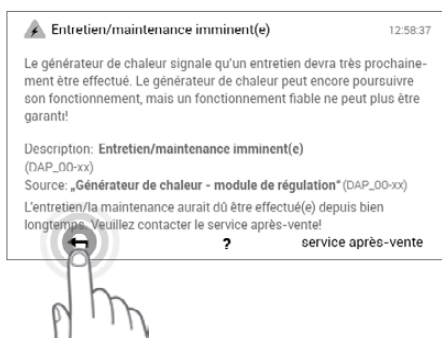 Entretien/maintenance imminent(e) 12:58:37
Le générateur de chaleur signale qu'un entretien devra très prochaine-
ment être effectué. Le générateur de chaleur peut encore poursuivre
son fonctionnement, mais un fonctionnement fiable ne peut plus être
garanti!
Description: Entretien/maintenance imminent(e)
(DAP_00-xx)
Source: „Générateur de chaleur - module de régulation" (DAP_00-xx)
L'entretien/la maintenance aurait dû être effectué(e) depuis bien
longtemps. Veuillez contacter le service après-vente!
? service après-vente